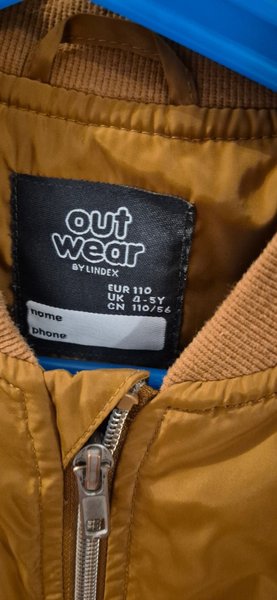 out
wear
BY LINDEX
EUR 110
UK 4-5Y
CN 110/56
name
phone